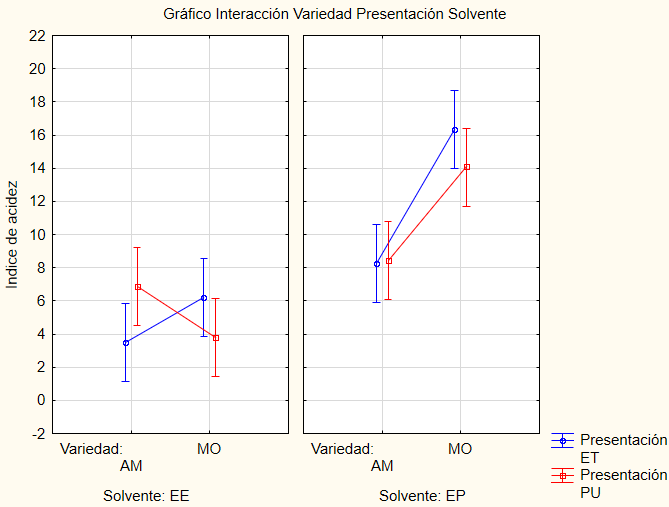 Gráfico Interacción Variedad Presentación Solvente
Indice de acidez
22
20
18
16
14
12
10
8
6
4
2
0
-2
Variedad: MO
AM
Solvente: EE
Variedad: MO
AM
Solvente: EP
Presentación
ET
Presentación
PU